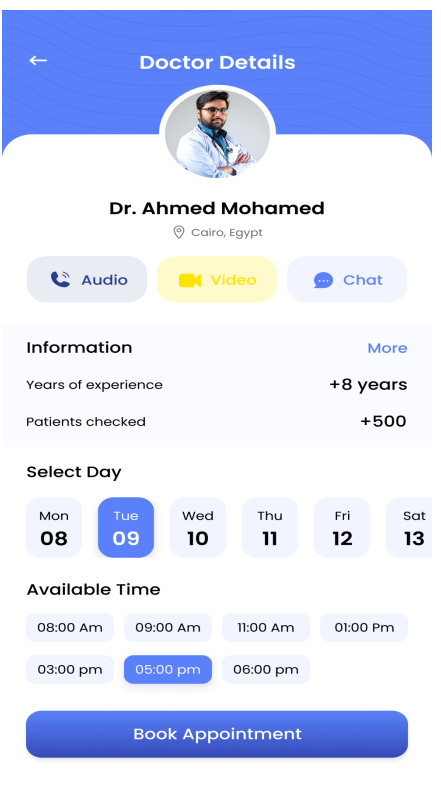 Doctor Details
Dr. Ahmed Mohamed
Cairo, Egypt
Audio Video Chat
Information More
Years of experience +8 years
Patients checked +500
Select Day
Mon Tue Wed Thu Fri Sat
08 09 10 11 12 13
Available Time
08:00 Am 09:00 Am 11:00 Am 01:00 Pm
03:00 pm 05:00 pm 06:00 pm
Book Appointment